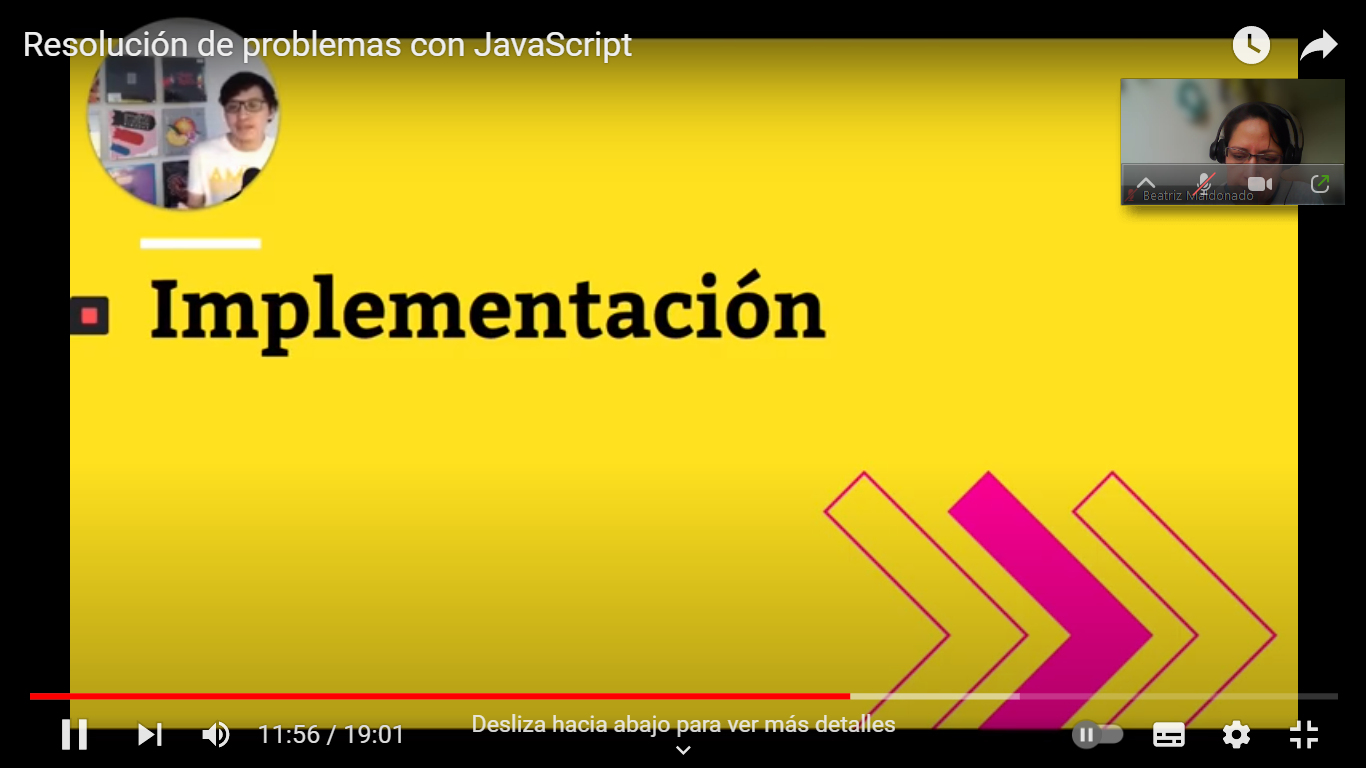 Resolución de problemas con JavaScript
Beatriz Maldonado
Implementación
11:56 / 19:01
Desliza hacia abajo para ver más detalles